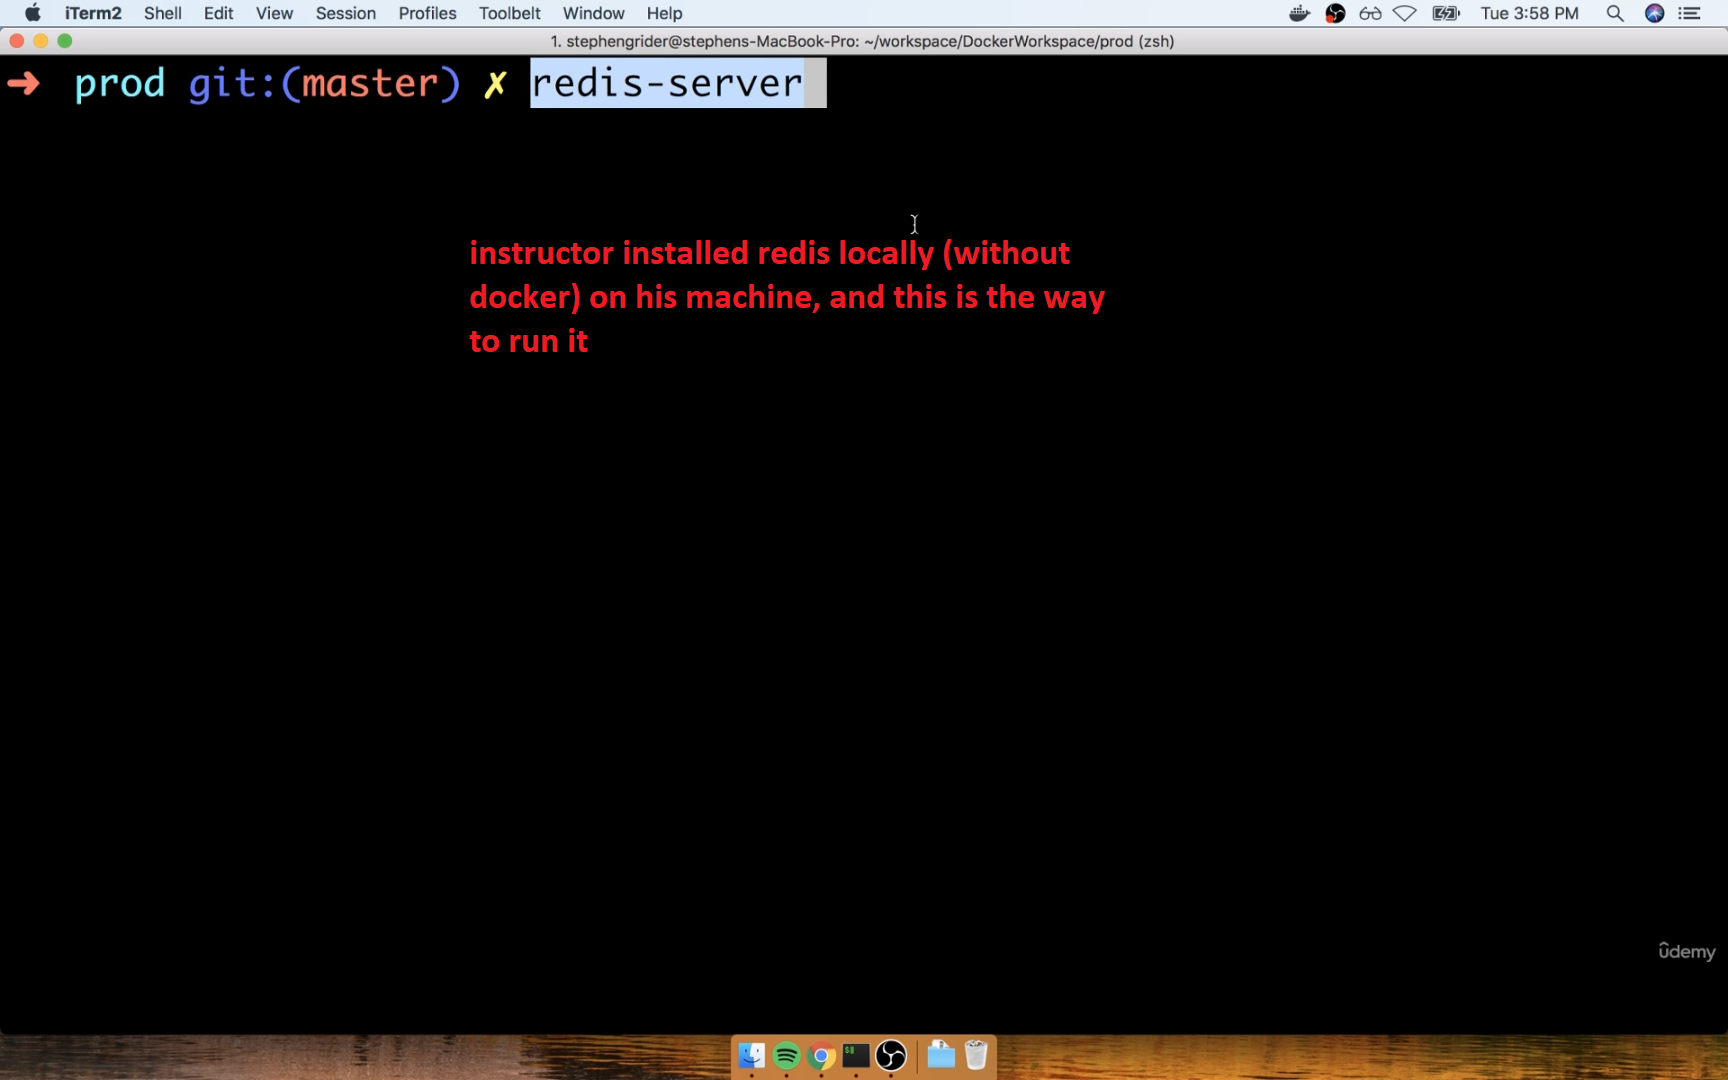 iTerm2 Shell Edit View Session Profiles Toolbelt Window Help Tue 3:58 PM
1. stephengrider@stephens-MacBook-Pro: ~/workspace/DockerWorkspace/prod (zsh)
➜ prod git:(master) ✗ redis-server
instructor installed redis locally (without
docker) on his machine, and this is the way
to run it
ûdemy